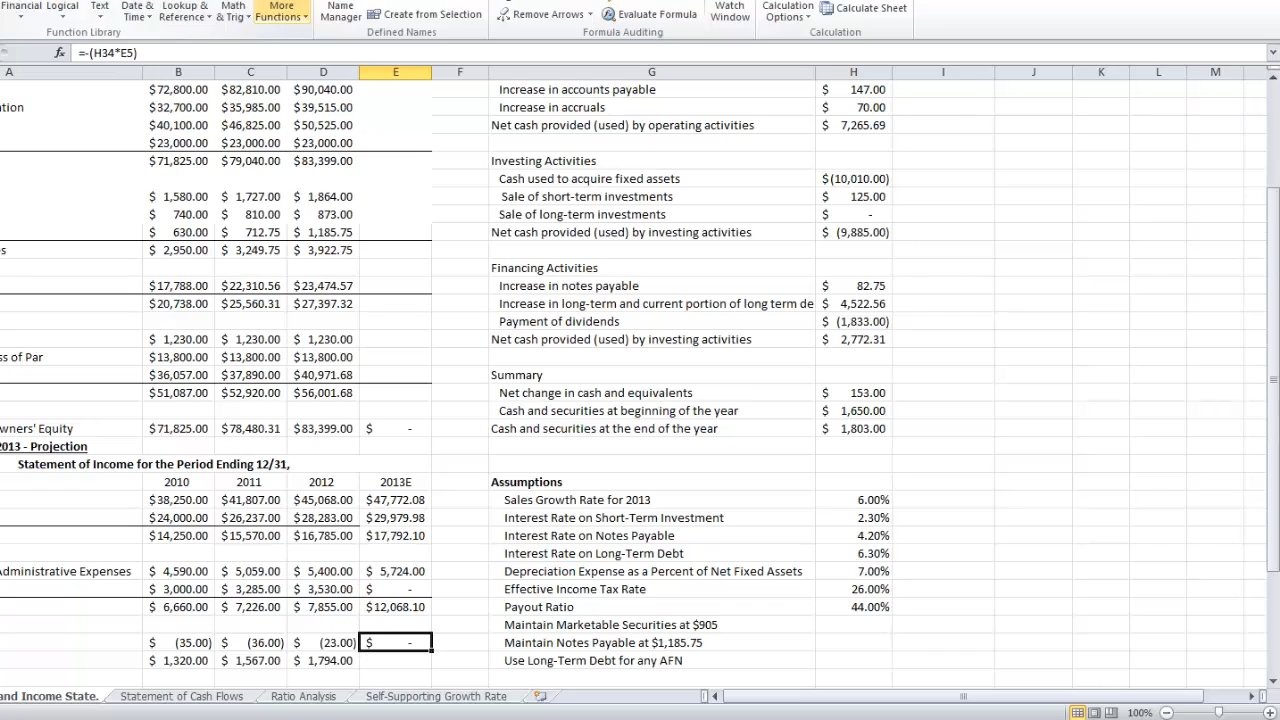 Financial Logical Text Date & Lookup & Math More Name Create from Selection Remove Arrows Evaluate Formula Watch Calculation Calculate Sheet
Time Reference & Trig Functions Manager Window Options
Function Library Defined Names Formula Auditing Calculation
fx =-(H34*E5)
A B C D E F G H I J K L M
$72,800.00 $82,810.00 $90,040.00 Increase in accounts payable $ 147.00
ation $32,700.00 $35,985.00 $39,515.00 Increase in accruals $ 70.00
$40,100.00 $46,825.00 $50,525.00 Net cash provided (used) by operating activities $ 7,265.69
$23,000.00 $23,000.00 $23,000.00
$71,825.00 $79,040.00 $83,399.00 Investing Activities
Cash used to acquire fixed assets $(10,010.00)
$ 1,580.00 $ 1,727.00 $ 1,864.00 Sale of short-term investments $ 125.00
$ 740.00 $ 810.00 $ 873.00 Sale of long-term investments $ -
$ 630.00 $ 712.75 $ 1,185.75 Net cash provided (used) by investing activities $ (9,885.00)
es $ 2,950.00 $ 3,249.75 $ 3,922.75
Financing Activities
$17,788.00 $22,310.56 $23,474.57 Increase in notes payable $ 82.75
$20,738.00 $25,560.31 $27,397.32 Increase in long-term and current portion of long term de $ 4,522.56
Payment of dividends $ (1,833.00)
$ 1,230.00 $ 1,230.00 $ 1,230.00 Net cash provided (used) by investing activities $ 2,772.31
ss of Par $13,800.00 $13,800.00 $13,800.00
$36,057.00 $37,890.00 $40,971.68 Summary
$51,087.00 $52,920.00 $56,001.68 Net change in cash and equivalents $ 153.00
Cash and securities at beginning of the year $ 1,650.00
wners' Equity $71,825.00 $78,480.31 $83,399.00 $ - Cash and securities at the end of the year $ 1,803.00
2013 - Projection
Statement of Income for the Period Ending 12/31,
2010 2011 2012 2013E Assumptions
$38,250.00 $41,807.00 $45,068.00 $47,772.08 Sales Growth Rate for 2013 6.00%
$24,000.00 $26,237.00 $28,283.00 $29,979.98 Interest Rate on Short-Term Investment 2.30%
$14,250.00 $15,570.00 $16,785.00 $17,792.10 Interest Rate on Notes Payable 4.20%
Interest Rate on Long-Term Debt 6.30%
Administrative Expenses $ 4,590.00 $ 5,059.00 $ 5,400.00 $ 5,724.00 Depreciation Expense as a Percent of Net Fixed Assets 7.00%
$ 3,000.00 $ 3,285.00 $ 3,530.00 $ - Effective Income Tax Rate 26.00%
$ 6,660.00 $ 7,226.00 $ 7,855.00 $12,068.10 Payout Ratio 44.00%
Maintain Marketable Securities at $905
$ (35.00) $ (36.00) $ (23.00) $ - Maintain Notes Payable at $1,185.75
$ 1,320.00 $ 1,567.00 $ 1,794.00 Use Long-Term Debt for any AFN
and Income State. Statement of Cash Flows Ratio Analysis Self-Supporting Growth Rate
100%